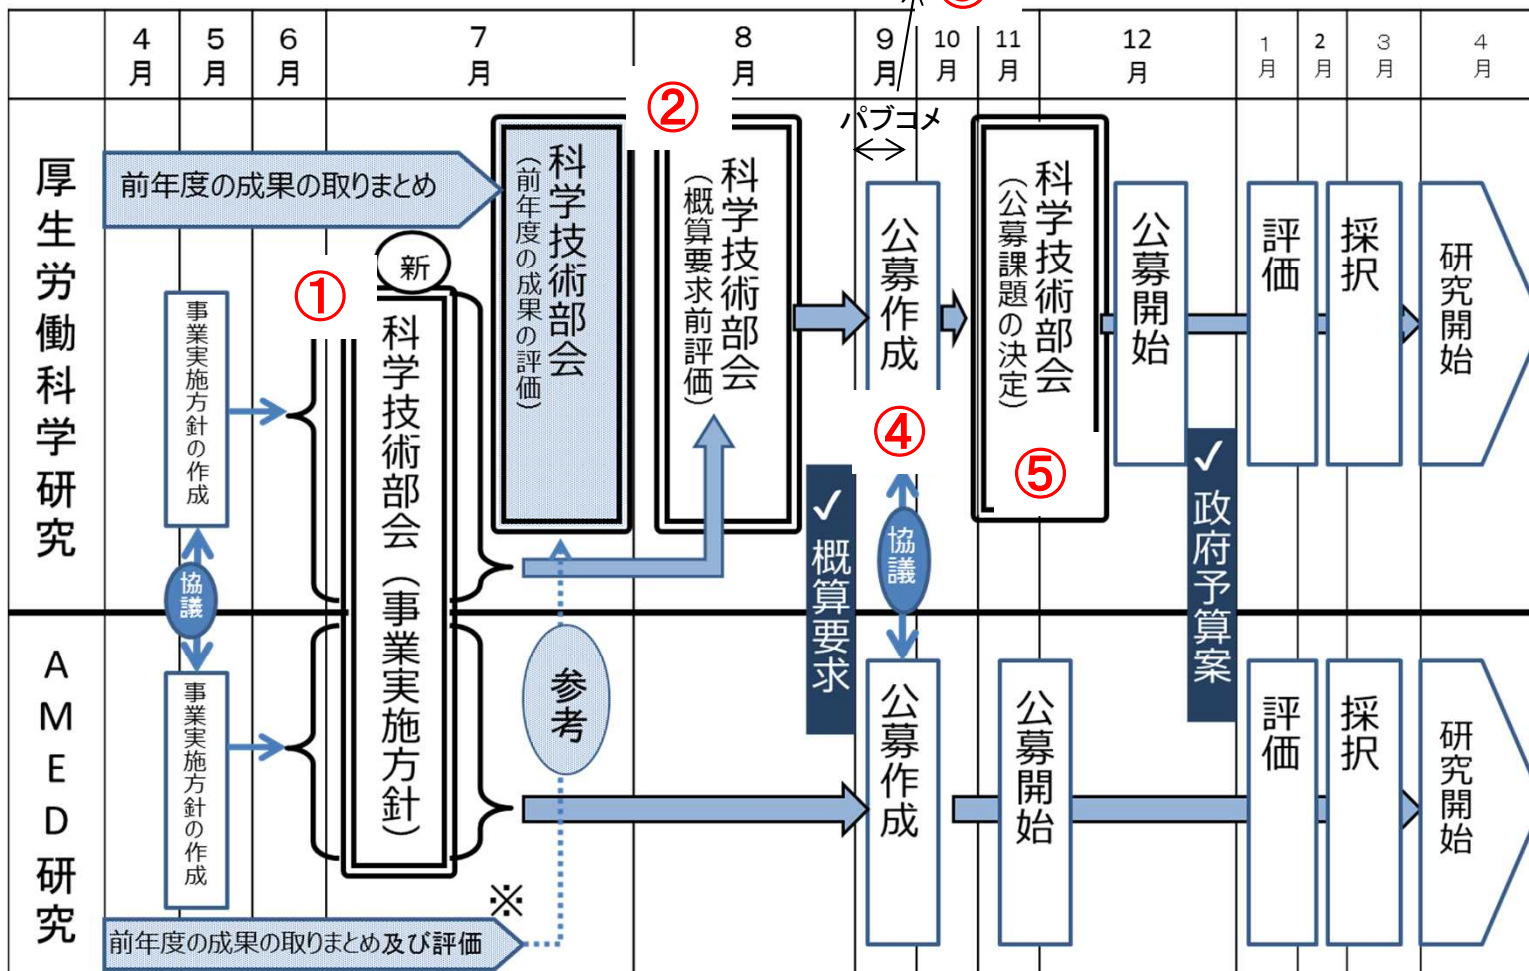 4月
5月
6月
7月
8月
9月
10月
11月
12月
1月
2月
3月
4月
厚生労働科学研究
前年度の成果の取りまとめ
①
新
事業実施方針の作成
科学技術部会（事業実施方針）
科学技術部会
（前年度の成果の評価）
②
科学技術部会
（概算要求前評価）
パブコメ
公募作成
④
科学技術部会
（公募課題の決定）
⑤
公募開始
評価
採択
研究開始
協議
✓概算要求
協議
✓政府予算案
AMED研究
事業実施方針の作成
参考
※
前年度の成果の取りまとめ及び評価
公募作成
公募開始
評価
採択
研究開始